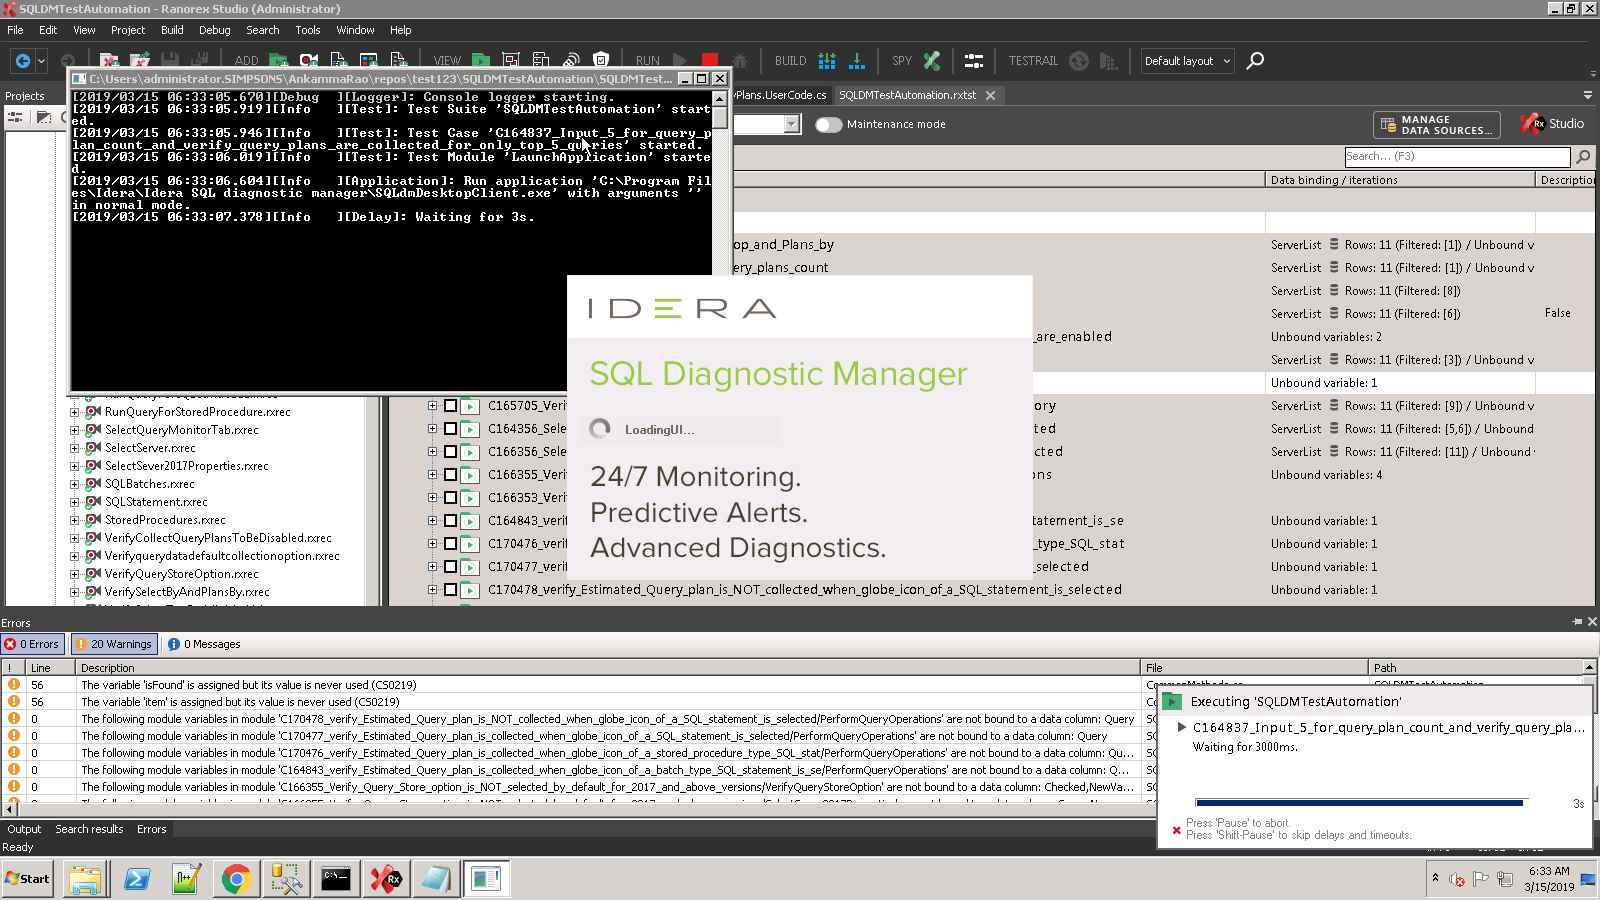 SQLDMTestAutomation - Ranorex Studio (Administrator)
File Edit View Project Build Debug Search Tools Window Help
ADD VIEW RUN BUILD SPY TESTRAIL Default layout
C:\Users\administrator.SIMPSONS\AnkammaRao\repos\test123\SQLDMTestAutomation\SQLDMTest...
Projects
[2019/03/15 06:33:05.670][Debug ][Logger]: Console logger starting.
[2019/03/15 06:33:05.919][Info ][Test]: Test Suite 'SQLDMTestAutomation' start
ed.
[2019/03/15 06:33:05.946][Info ][Test]: Test Case 'C164837_Input_5_for_query_p
lan_count_and_verify_query_plans_are_collected_for_only_top_5_queries' started.
[2019/03/15 06:33:06.019][Info ][Test]: Test Module 'LaunchApplication' starte
d.
[2019/03/15 06:33:06.604][Info ][Application]: Run application 'C:\Program Fil
es\Idera\Idera SQL diagnostic manager\SQLdmDesktopClient.exe' with arguments ''
in normal mode.
[2019/03/15 06:33:07.378][Info ][Delay]: Waiting for 3s.
yPlans.UserCode.cs SQLDMTestAutomation.rxtst
Maintenance mode
MANAGE
DATA SOURCES...
Rx Studio
Search... (F3)
Data binding / iterations Description
op_and_Plans_by ServerList Rows: 11 (Filtered: [1]) / Unbound v
ery_plans_count ServerList Rows: 11 (Filtered: [1]) / Unbound v
ServerList Rows: 11 (Filtered: [8])
ServerList Rows: 11 (Filtered: [6]) False
_are_enabled Unbound variables: 2
ServerList Rows: 11 (Filtered: [3]) / Unbound v
Unbound variable: 1
C165705_Veri ory ServerList Rows: 11 (Filtered: [9]) / Unbound v
C164356_Sele ted ServerList Rows: 11 (Filtered: [5,6]) / Unbound
C166356_Sele cted ServerList Rows: 11 (Filtered: [11]) / Unbound
C166355_Veri ons Unbound variables: 4
C166353_Veri
C164843_verif tatement_is_se Unbound variable: 1
C170476_verif _type_SQL_stat Unbound variable: 1
C170477_verif _selected Unbound variable: 1
C170478_verify_Estimated_Query_plan_is_NOT_collected_when_globe_icon_of_a_SQL_statement_is_selected Unbound variable: 1
IDERA
SQL Diagnostic Manager
LoadingUI...
24/7 Monitoring.
Predictive Alerts.
Advanced Diagnostics.
RunQueryForStoredProcedure.rxrec
SelectQueryMonitorTab.rxrec
SelectServer.rxrec
SelectSever2017Properties.rxrec
SQLBatches.rxrec
SQLStatement.rxrec
StoredProcedures.rxrec
VerifyCollectQueryPlansToBeDisabled.rxrec
Verifyquerydatadefaultcollectionoption.rxrec
VerifyQueryStoreOption.rxrec
VerifySelectByAndPlansBy.rxrec
Errors
0 Errors 20 Warnings 0 Messages
! Line Description File Path
56 The variable 'isFound' is assigned but its value is never used (CS0219)
56 The variable 'item' is assigned but its value is never used (CS0219)
0 The following module variables in module 'C170478_verify_Estimated_Query_plan_is_NOT_collected_when_globe_icon_of_a_SQL_statement_is_selected/PerformQueryOperations' are not bound to a data column: Query
0 The following module variables in module 'C170477_verify_Estimated_Query_plan_is_collected_when_globe_icon_of_a_SQL_statement_is_selected/PerformQueryOperations' are not bound to a data column: Query
0 The following module variables in module 'C170476_verify_Estimated_Query_plan_is_collected_when_globe_icon_of_a_stored_procedure_type_SQL_stat/PerformQueryOperations' are not bound to a data column: Qu...
0 The following module variables in module 'C164843_verify_Estimated_Query_plan_is_collected_when_globe_icon_of_a_batch_type_SQL_statement_is_se/PerformQueryOperations' are not bound to a data column: Q...
0 The following module variables in module 'C166355_Verify_Query_Store_option_is_NOT_selected_by_default_for_2017_and_above_versions/VerifyQueryStoreOption' are not bound to a data column: Checked,NewVa...
Executing 'SQLDMTestAutomation'
C164837_Input_5_for_query_plan_count_and_verify_query_pla...
Waiting for 3000ms.
3s
Press 'Pause' to abort.
Press 'Shift-Pause' to skip delays and timeouts.
Output Search results Errors
Ready
Start
6:33 AM
3/15/2019